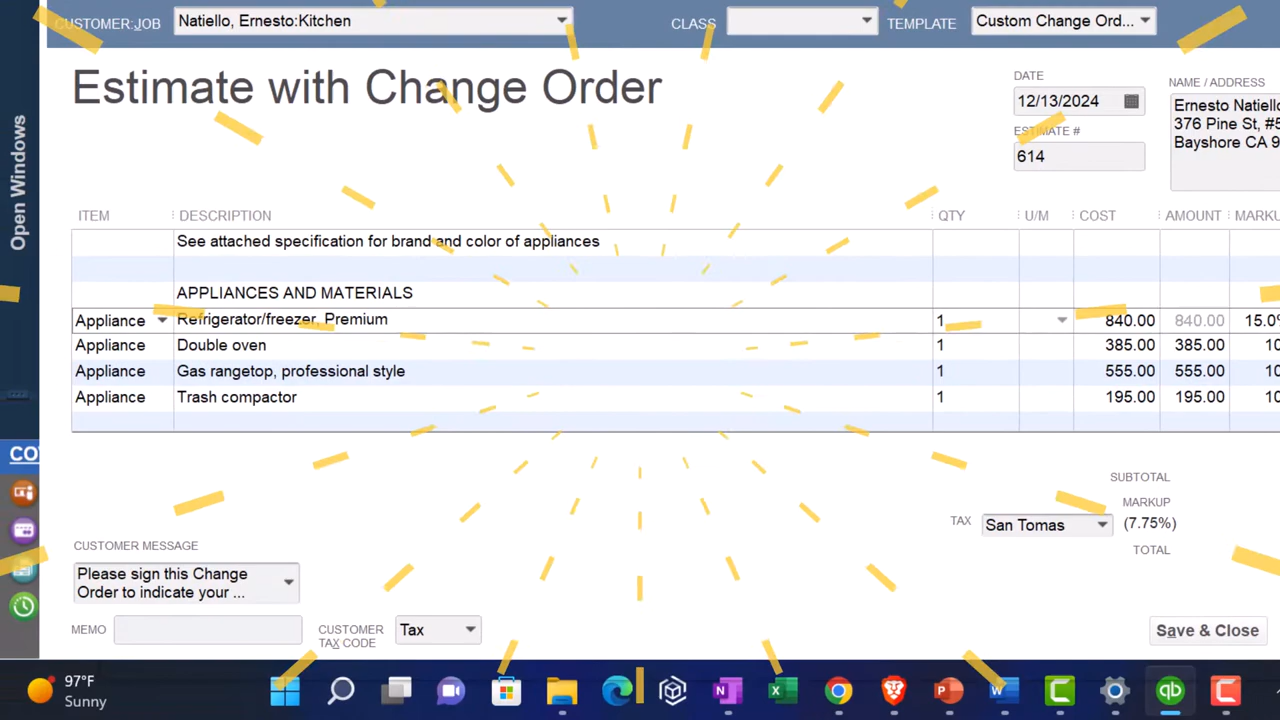 CUSTOMER:JOB Natiello, Ernesto:Kitchen CLASS TEMPLATE Custom Change Ord...
Estimate with Change Order
DATE
12/13/2024
ESTIMATE #
614
NAME / ADDRESS
Ernesto Natiello
376 Pine St, #5
Bayshore CA 9
Open Windows
ITEM DESCRIPTION QTY U/M COST AMOUNT MARKU
See attached specification for brand and color of appliances
APPLIANCES AND MATERIALS
Appliance Refrigerator/freezer, Premium 1 840.00 840.00 15.0%
Appliance Double oven 1 385.00 385.00 10
Appliance Gas rangetop, professional style 1 555.00 555.00 10
Appliance Trash compactor 1 195.00 195.00 10
SUBTOTAL
MARKUP
TAX San Tomas (7.75%)
TOTAL
CUSTOMER MESSAGE
Please sign this Change
Order to indicate your ...
MEMO
CUSTOMER
TAX CODE
Tax
Save & Close
97°F
Sunny